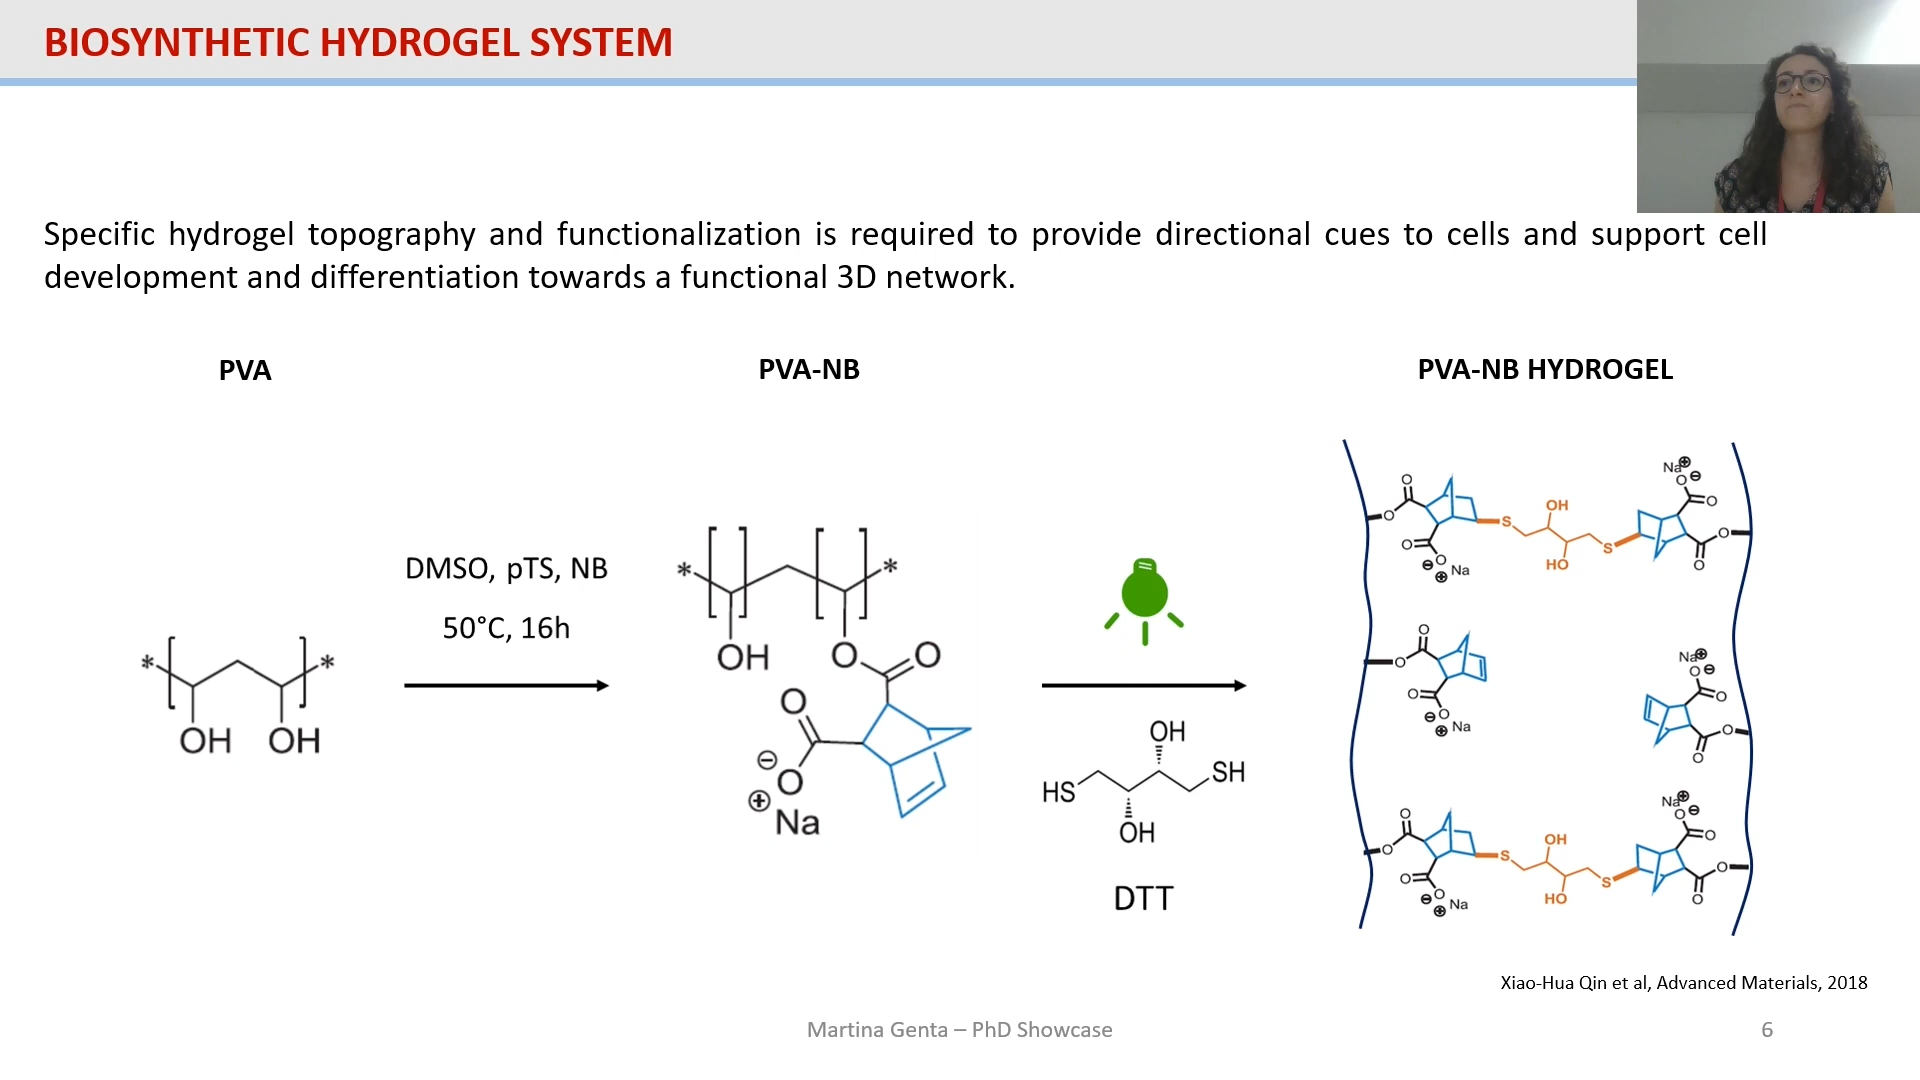 BIOSYNTHETIC HYDROGEL SYSTEM
Specific hydrogel topography and functionalization is required to provide directional cues to cells and support cell
development and differentiation towards a functional 3D network.
PVA
PVA-NB
PVA-NB HYDROGEL
DMSO, pTS, NB
50°C, 16h
* *
OH OH
* *
OH O O
O
⊖ O
⊕ Na
OH
HS SH
OH
DTT
O O O ⊖ ⊕ Na
S OH HO S
Na ⊕ O ⊖ O O O
O O O ⊖ ⊕ Na
Na ⊕ O ⊖ O O O
O O O ⊖ ⊕ Na
S OH HO S
Na ⊕ O ⊖ O O O
Xiao-Hua Qin et al, Advanced Materials, 2018
Martina Genta – PhD Showcase
6